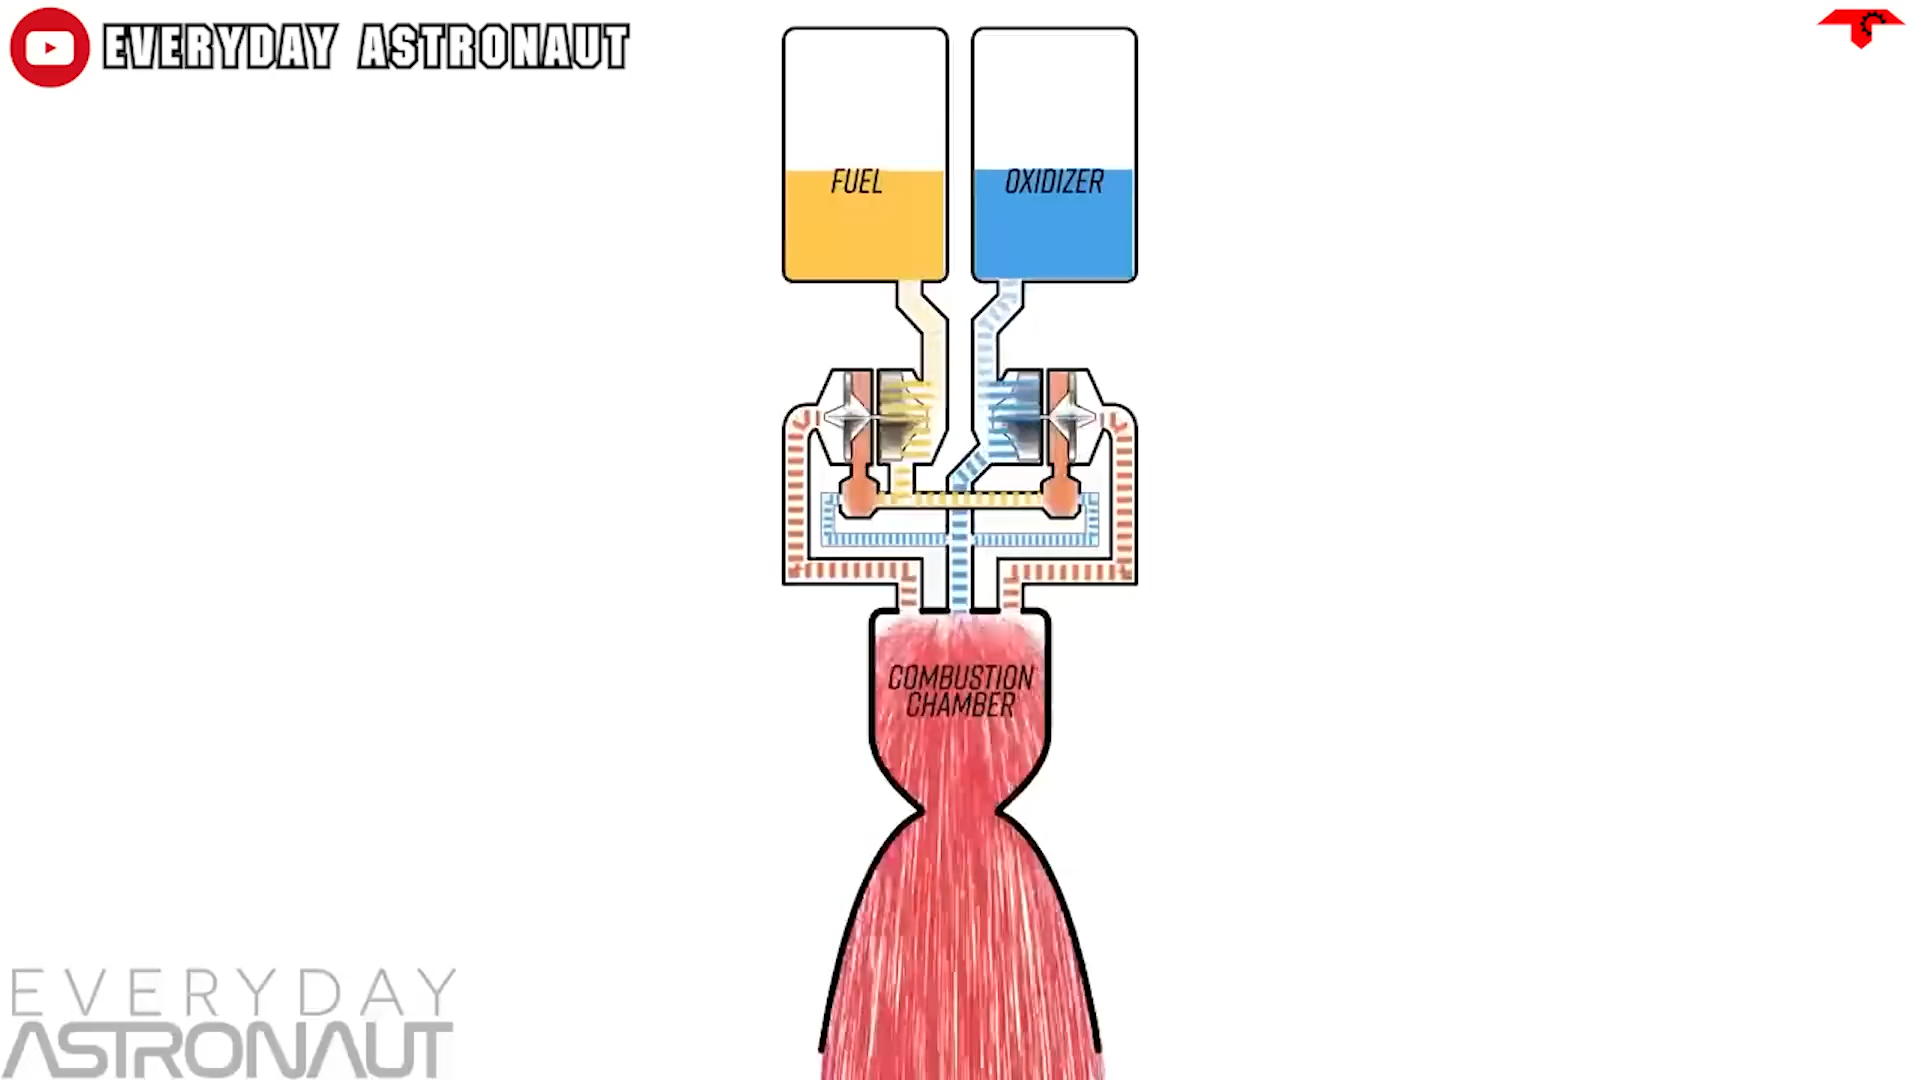 EVERYDAY ASTRONAUT
FUEL
OXIDIZER
COMBUSTION
CHAMBER
EVERYDAY
ASTRONAUT